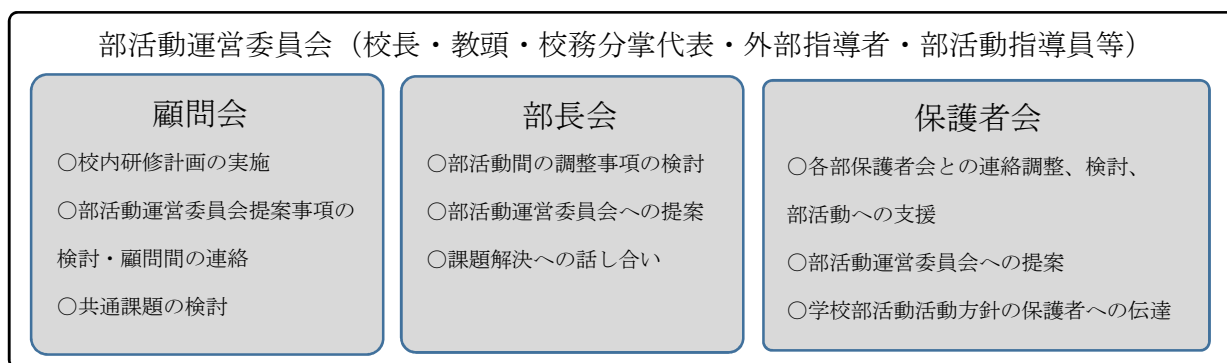 部活動運営委員会（校長・教頭・校務分掌代表・外部指導者・部活動指導員等）
顧問会
○校内研修計画の実施
○部活動運営委員会提案事項の
検討・顧問間の連絡
○共通課題の検討
部長会
○部活動間の調整事項の検討
○部活動運営委員会への提案
○課題解決への話し合い
保護者会
○各部保護者会との連絡調整、検討、
部活動への支援
○部活動運営委員会への提案
○学校部活動活動方針の保護者への伝達